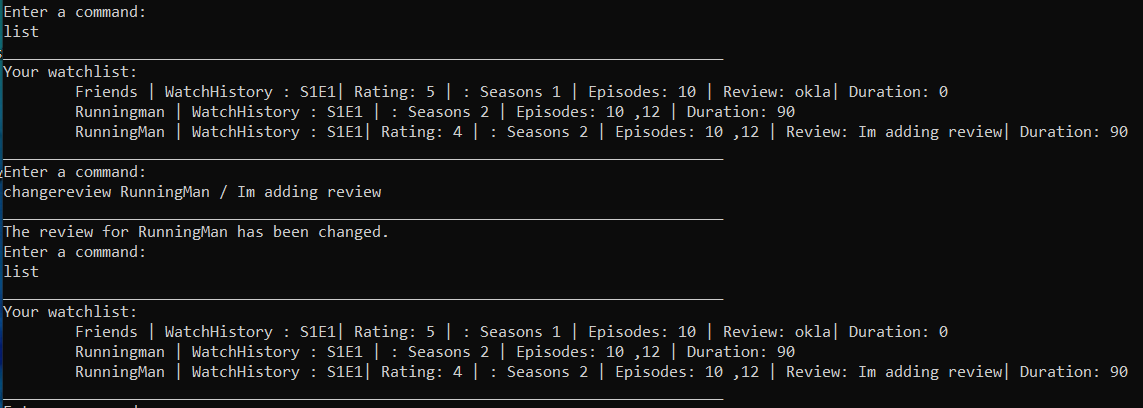 Enter a command:
list
________________________________________________________________________________
Your watchlist:
        Friends | WatchHistory : S1E1| Rating: 5 | : Seasons 1 | Episodes: 10 | Review: okla| Duration: 0
        Runningman | WatchHistory : S1E1 | : Seasons 2 | Episodes: 10 ,12 | Duration: 90
        RunningMan | WatchHistory : S1E1| Rating: 4 | : Seasons 2 | Episodes: 10 ,12 | Review: Im adding review| Duration: 90
________________________________________________________________________________
Enter a command:
changereview RunningMan / Im adding review
________________________________________________________________________________
The review for RunningMan has been changed.
Enter a command:
list
________________________________________________________________________________
Your watchlist:
        Friends | WatchHistory : S1E1| Rating: 5 | : Seasons 1 | Episodes: 10 | Review: okla| Duration: 0
        Runningman | WatchHistory : S1E1 | : Seasons 2 | Episodes: 10 ,12 | Duration: 90
        RunningMan | WatchHistory : S1E1| Rating: 4 | : Seasons 2 | Episodes: 10 ,12 | Review: Im adding review| Duration: 90
________________________________________________________________________________